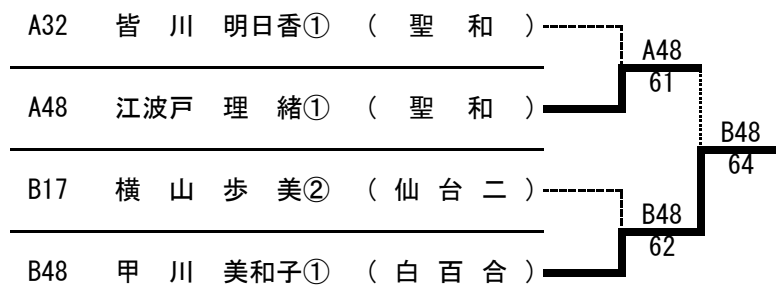 A32 皆 川 明日香① ( 聖 和 )
A48
61
A48 江波戸 理 緒① ( 聖 和 )
B48
64
B17 横 山 歩 美② ( 仙 台 二 )
B48
62
B48 甲 川 美和子① ( 白 百 合 )